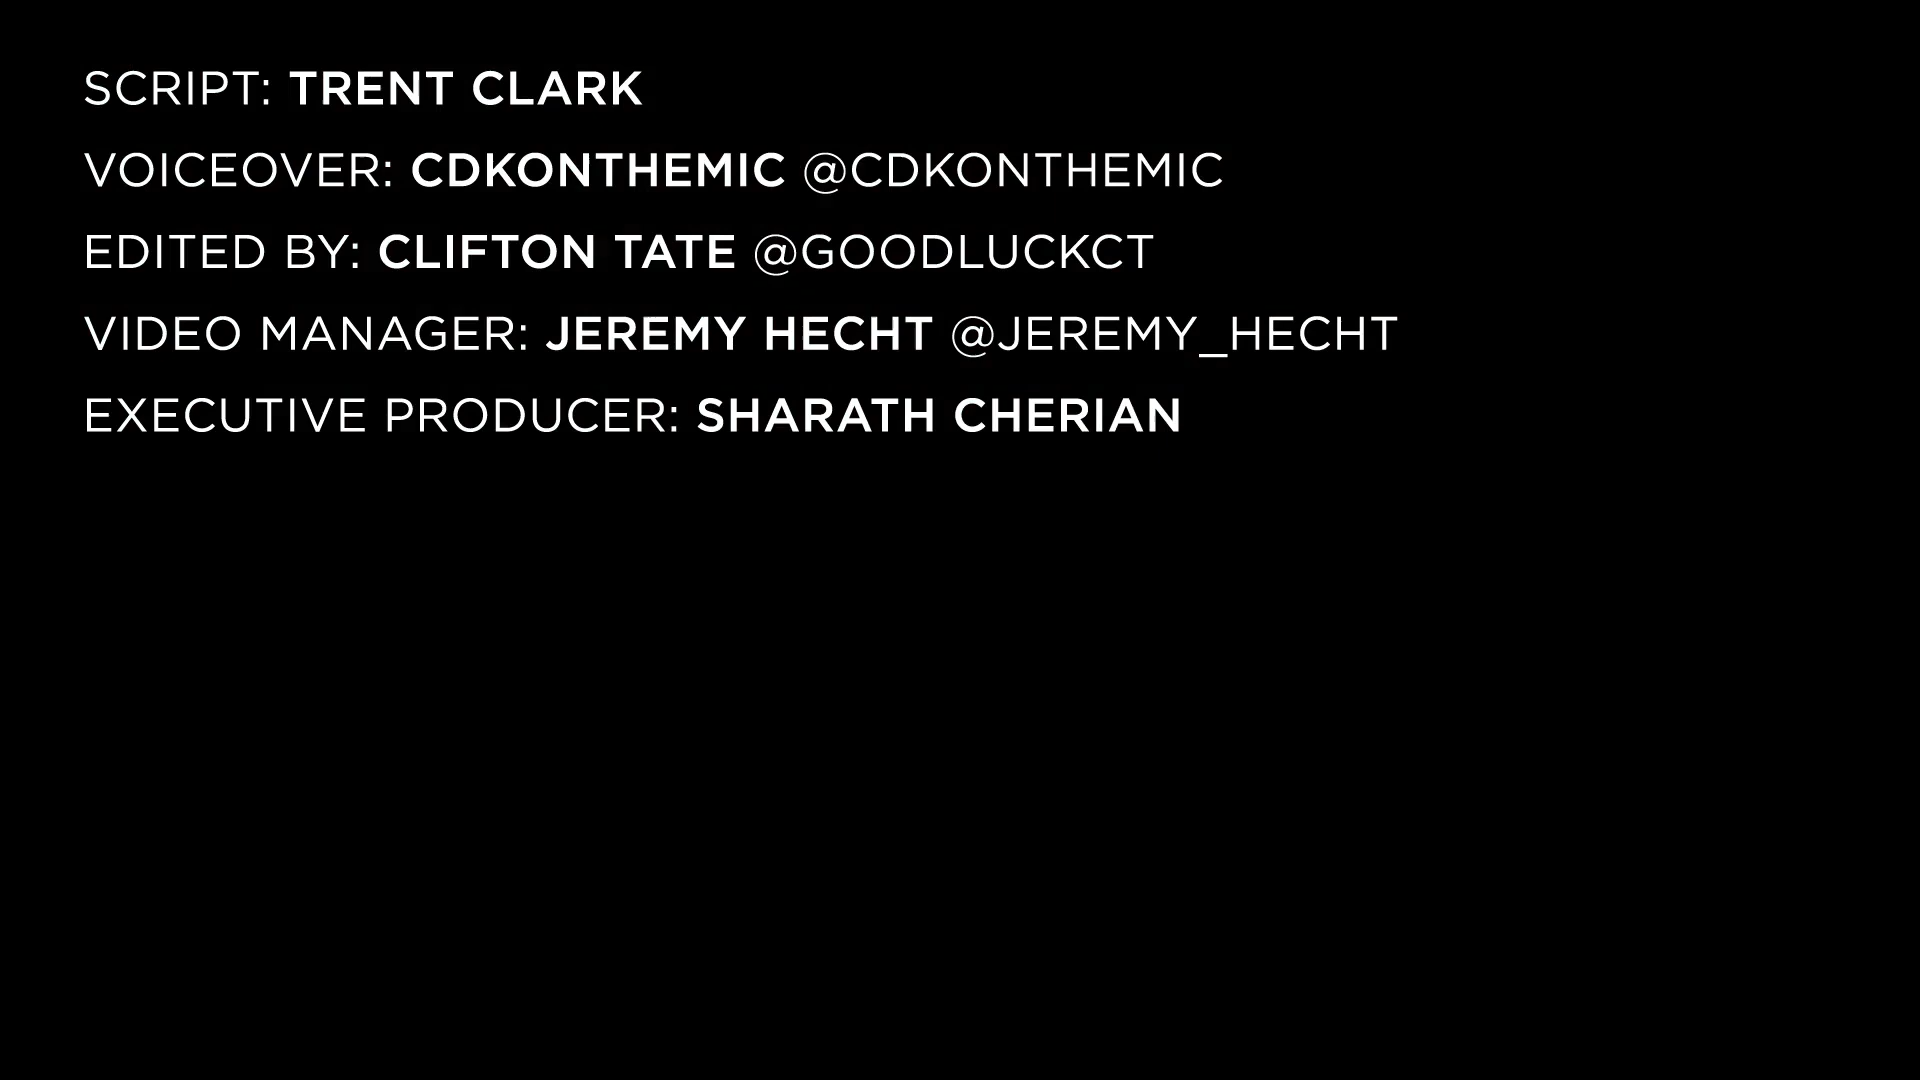 SCRIPT: TRENT CLARK
VOICEOVER: CDKONTHEMIC @CDKONTHEMIC
EDITED BY: CLIFTON TATE @GOODLUCKCT
VIDEO MANAGER: JEREMY HECHT @JEREMY_HECHT
EXECUTIVE PRODUCER: SHARATH CHERIAN